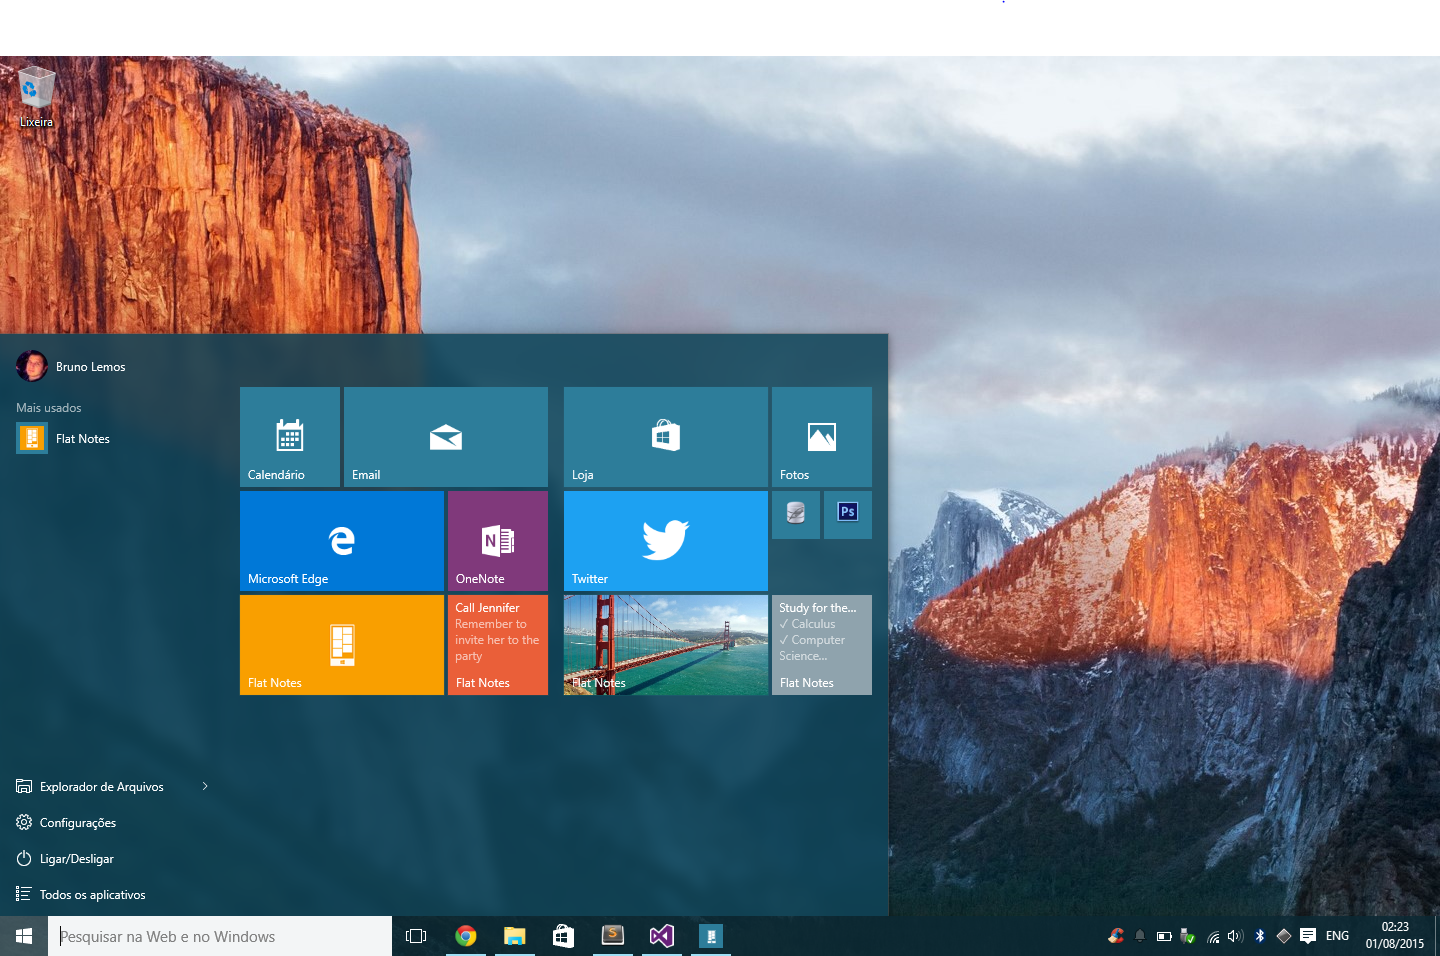 Lixeira
Bruno Lemos
Mais usados
Flat Notes
Calendário
Email
Loja
Fotos
Microsoft Edge
N
OneNote
Twitter
Ps
Flat Notes
Call Jennifer
Remember to
invite her to the
party
Flat Notes
Flat Notes
Study for the...
✓ Calculus
✓ Computer
Science...
Flat Notes
Explorador de Arquivos
Configurações
Ligar/Desligar
Todos os aplicativos
Pesquisar na Web e no Windows
S
ENG
02:23
01/08/2015